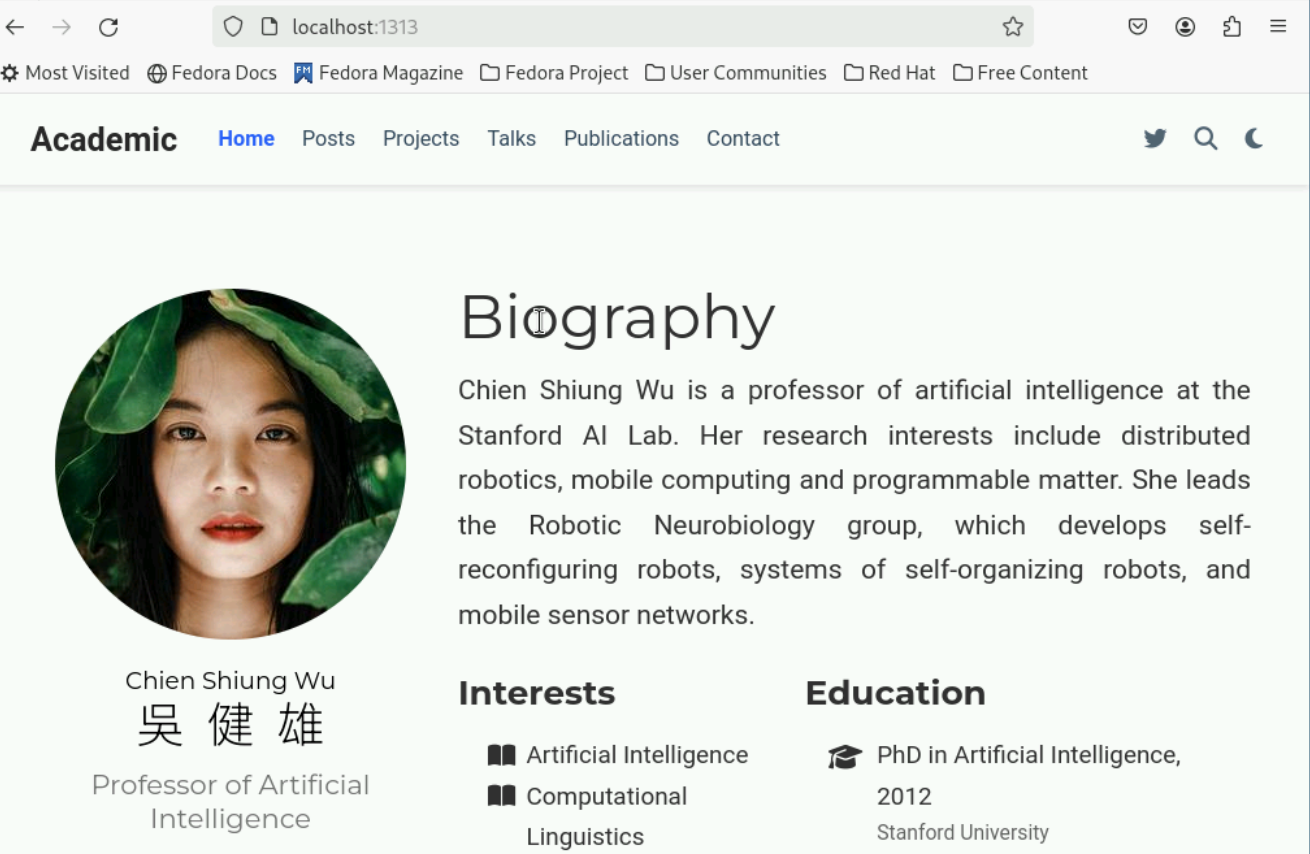 localhost:1313
Most Visited Fedora Docs FM Fedora Magazine Fedora Project User Communities Red Hat Free Content
Academic Home Posts Projects Talks Publications Contact
Biography
Chien Shiung Wu is a professor of artificial intelligence at the
Stanford AI Lab. Her research interests include distributed
robotics, mobile computing and programmable matter. She leads
the Robotic Neurobiology group, which develops self-
reconfiguring robots, systems of self-organizing robots, and
mobile sensor networks.
Chien Shiung Wu
吳健雄
Professor of Artificial
Intelligence
Interests
Artificial Intelligence
Computational
Linguistics
Education
PhD in Artificial Intelligence,
2012
Stanford University